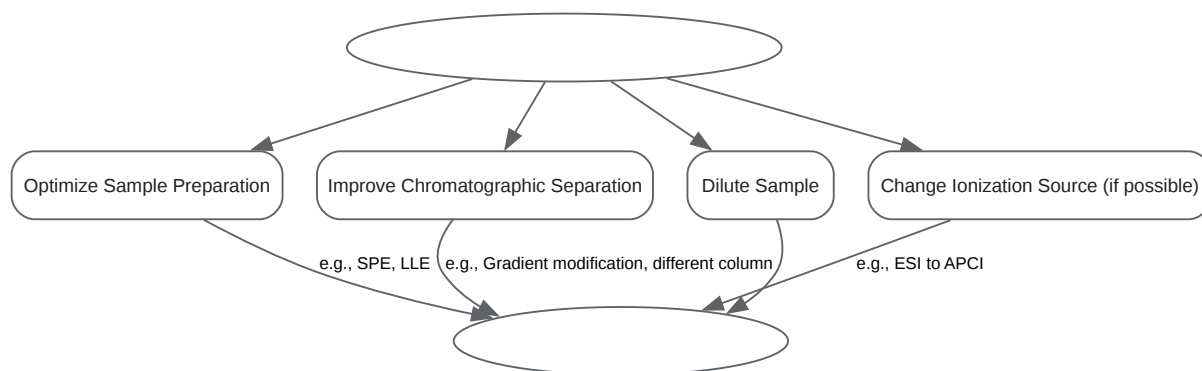 Optimize Sample Preparation
Improve Chromatographic Separation
Dilute Sample
Change Ionization Source (if possible)
e.g., SPE, LLE
e.g., Gradient modification, different column
e.g., ESI to APCI